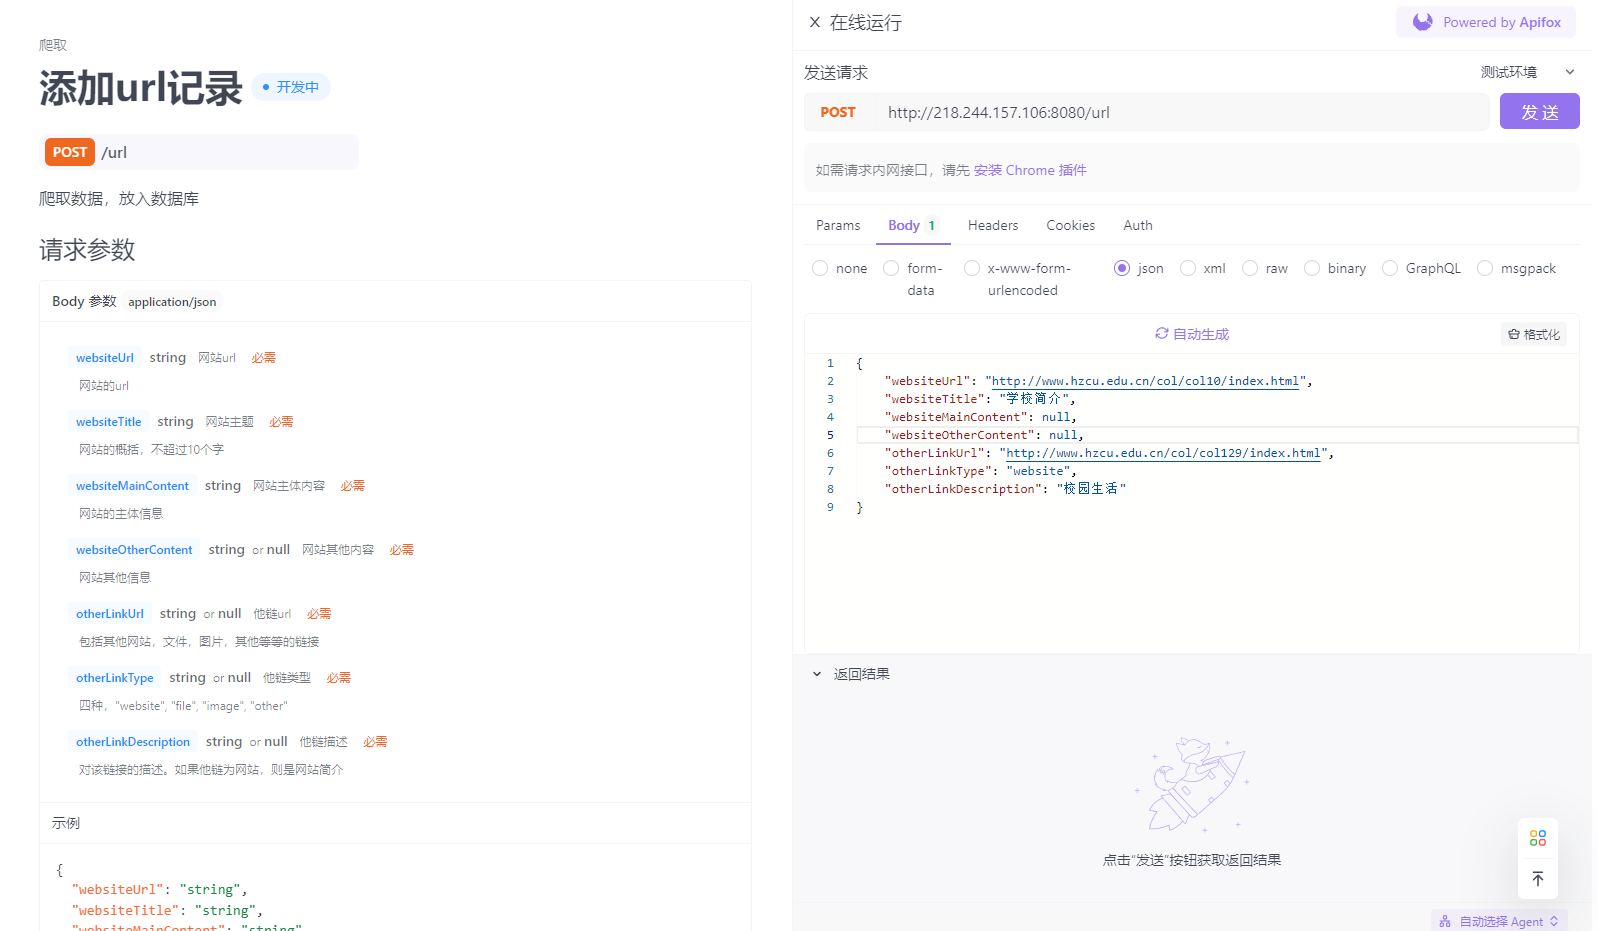 爬取
添加url记录 开发中
POST /url
爬取数据，放入数据库
请求参数
Body 参数 application/json
websiteUrl string 网站url 必需
网站的url
websiteTitle string 网站主题 必需
网站的概括，不超过10个字
websiteMainContent string 网站主体内容 必需
网站的主体信息
websiteOtherContent string or null 网站其他内容 必需
网站其他信息
otherLinkUrl string or null 他链url 必需
包括其他网站，文件，图片，其他等等的链接
otherLinkType string or null 他链类型 必需
四种，"website", "file", "image", "other"
otherLinkDescription string or null 他链描述 必需
对该链接的描述。如果他链为网站，则是网站简介
示例
{
"websiteUrl": "string",
"websiteTitle": "string",
"websiteMainContent": "string"
X 在线运行
Powered by Apifox
发送请求
测试环境
POST http://218.244.157.106:8080/url
发 送
如需请求内网接口，请先 安装 Chrome 插件
Params Body 1 Headers Cookies Auth
none form-data x-www-form-urlencoded json xml raw binary GraphQL msgpack
自动生成
格式化
1 {
2 "websiteUrl": "http://www.hzcu.edu.cn/col/col10/index.html",
3 "websiteTitle": "学校简介",
4 "websiteMainContent": null,
5 "websiteOtherContent": null,
6 "otherLinkUrl": "http://www.hzcu.edu.cn/col/col129/index.html",
7 "otherLinkType": "website",
8 "otherLinkDescription": "校园生活"
9 }
返回结果
点击“发送”按钮获取返回结果
自动选择 Agent